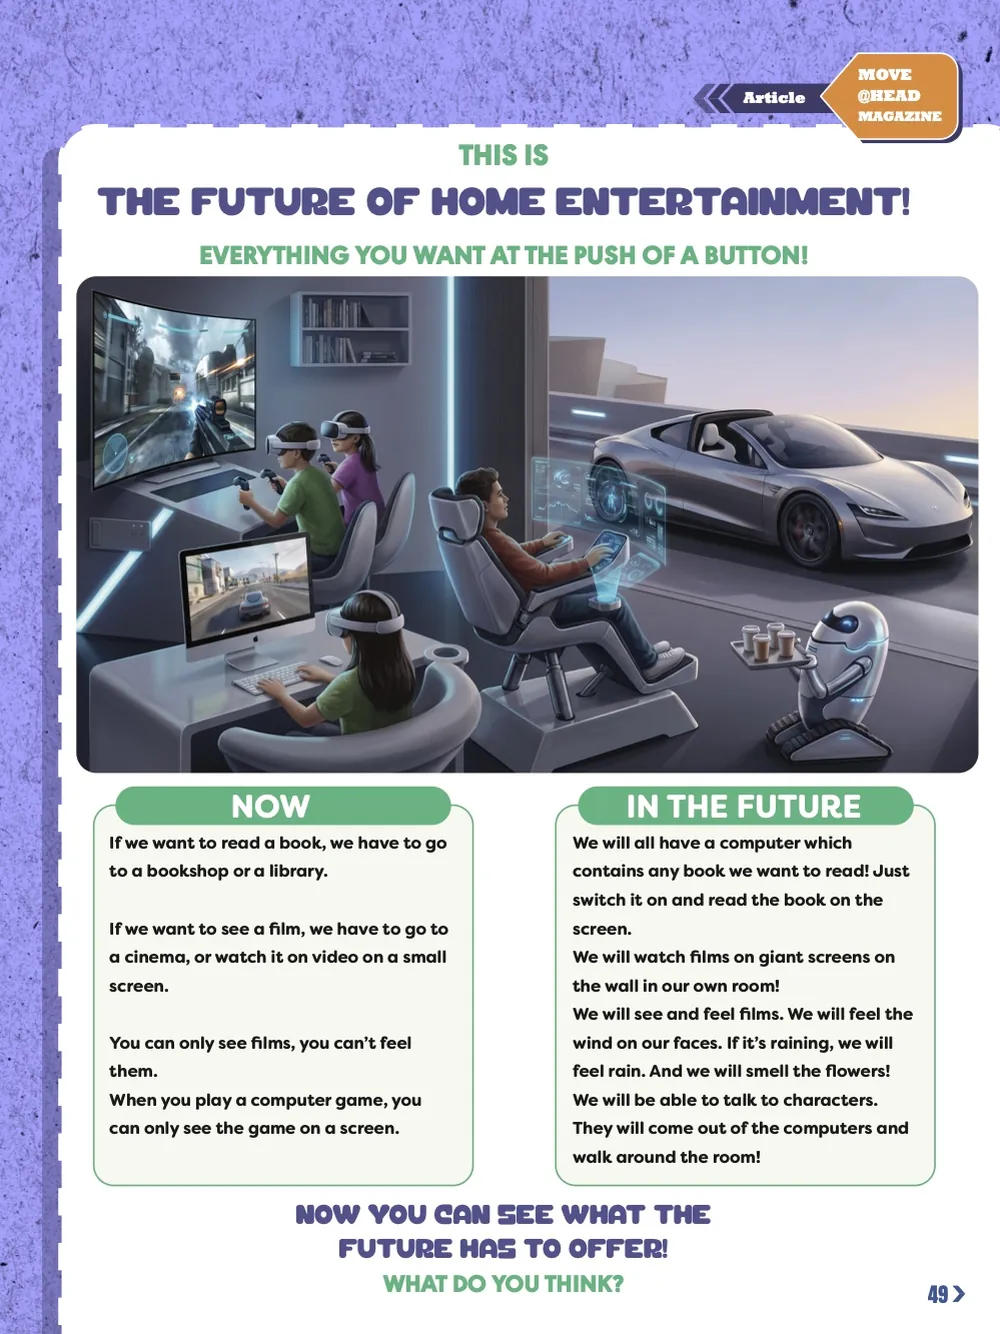 Article
MOVE
@HEAD
MAGAZINE
THIS IS
THE FUTURE OF HOME ENTERTAINMENT!
EVERYTHING YOU WANT AT THE PUSH OF A BUTTON!
NOW
If we want to read a book, we have to go
to a bookshop or a library.
If we want to see a film, we have to go to
a cinema, or watch it on video on a small
screen.
You can only see films, you can't feel
them.
When you play a computer game, you
can only see the game on a screen.
IN THE FUTURE
We will all have a computer which
contains any book we want to read! Just
switch it on and read the book on the
screen.
We will watch films on giant screens on
the wall in our own room!
We will see and feel films. We will feel the
wind on our faces. If it's raining, we will
feel rain. And we will smell the flowers!
We will be able to talk to characters.
They will come out of the computers and
walk around the room!
NOW YOU CAN SEE WHAT THE
FUTURE HAS TO OFFER!
WHAT DO YOU THINK?
49